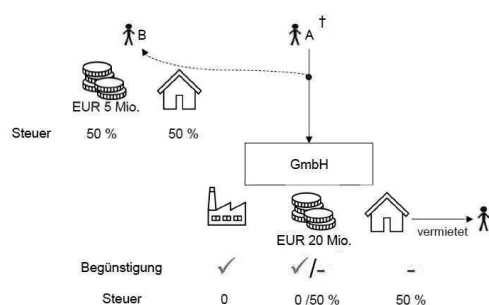 B A †
EUR 5 Mio.
Steuer 50 % 50 %
GmbH
vermietet
EUR 20 Mio.
Begünstigung ✓ ✓/- -
Steuer 0 0/50 % 50 %